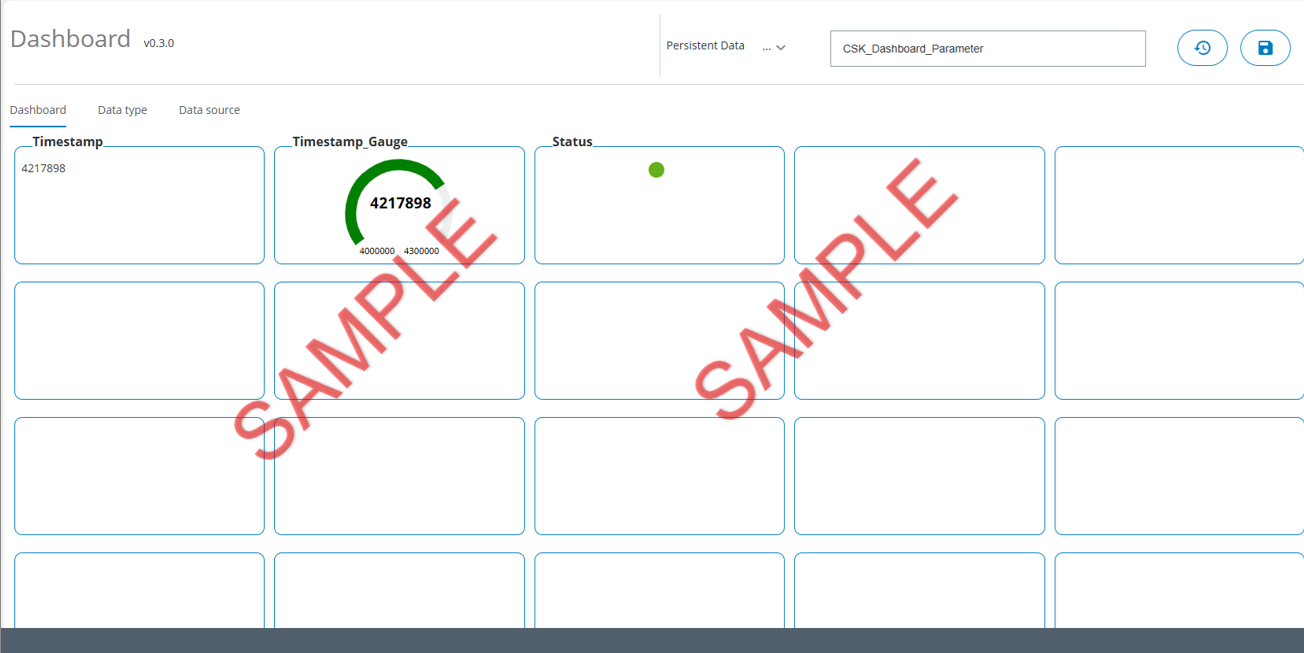 Dashboard v0.3.0
Persistent Data ...
CSK_Dashboard_Parameter
Dashboard Data type Data source
Timestamp
4217898
Timestamp_Gauge
4217898
4000000 4300000
Status
SAMPLE
SAMPLE